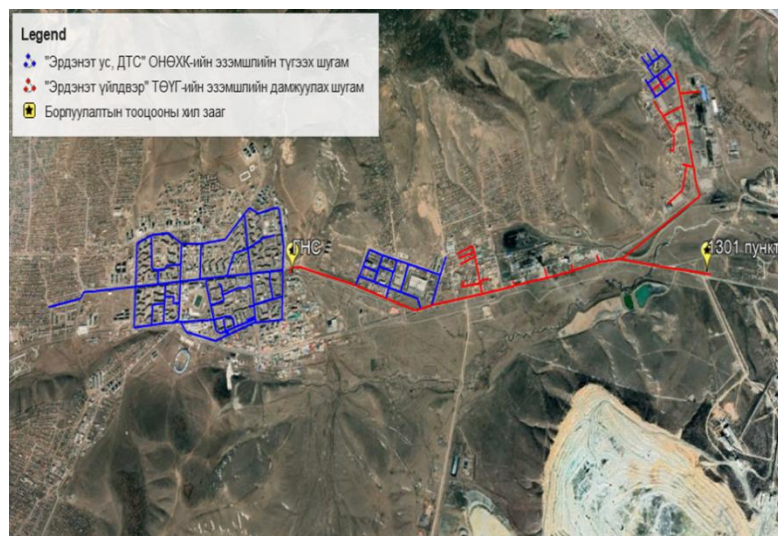 Legend
"Эрдэнэт ус, ДТС" ОНӨХК-ийн эзэмшлийн түгээх шугам
"Эрдэнэт үйлдвэр" ТӨҮГ-ийн эзэмшлийн дамжуулах шугам
Борлуулалтын тооцооны хил зааг
ГНС
1301 пункт